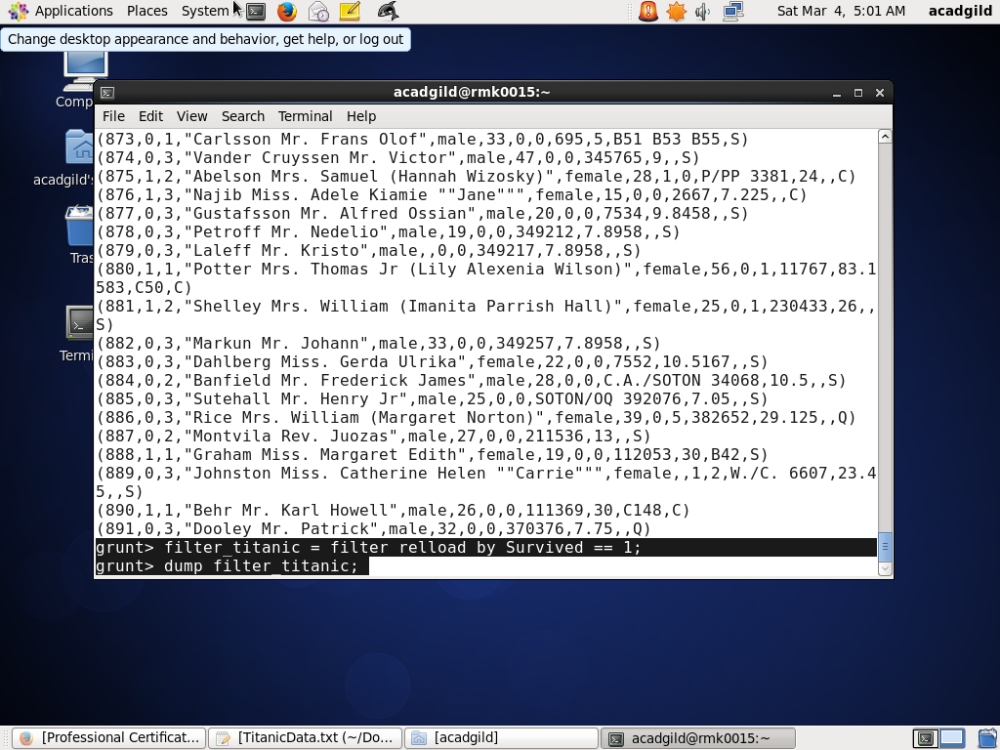 Applications Places System Sat Mar 4, 5:01 AM acadgild
Change desktop appearance and behavior, get help, or log out
Comp
acadgild's
Tras
Termi
acadgild@rmk0015:~
File Edit View Search Terminal Help
(873,0,1,"Carlsson Mr. Frans Olof",male,33,0,0,695,5,B51 B53 B55,S)
(874,0,3,"Vander Cruyssen Mr. Victor",male,47,0,0,345765,9,,S)
(875,1,2,"Abelson Mrs. Samuel (Hannah Wizosky)",female,28,1,0,P/PP 3381,24,,C)
(876,1,3,"Najib Miss. Adele Kiamie ""Jane""",female,15,0,0,2667,7.225,,C)
(877,0,3,"Gustafsson Mr. Alfred Ossian",male,20,0,0,7534,9.8458,,S)
(878,0,3,"Petroff Mr. Nedelio",male,19,0,0,349212,7.8958,,S)
(879,0,3,"Laleff Mr. Kristo",male,,0,0,349217,7.8958,,S)
(880,1,1,"Potter Mrs. Thomas Jr (Lily Alexenia Wilson)",female,56,0,1,11767,83.1
583,C50,C)
(881,1,2,"Shelley Mrs. William (Imanita Parrish Hall)",female,25,0,1,230433,26,,
S)
(882,0,3,"Markun Mr. Johann",male,33,0,0,349257,7.8958,,S)
(883,0,3,"Dahlberg Miss. Gerda Ulrika",female,22,0,0,7552,10.5167,,S)
(884,0,2,"Banfield Mr. Frederick James",male,28,0,0,C.A./SOTON 34068,10.5,,S)
(885,0,3,"Sutehall Mr. Henry Jr",male,25,0,0,SOTON/OQ 392076,7.05,,S)
(886,0,3,"Rice Mrs. William (Margaret Norton)",female,39,0,5,382652,29.125,,Q)
(887,0,2,"Montvila Rev. Juozas",male,27,0,0,211536,13,,S)
(888,1,1,"Graham Miss. Margaret Edith",female,19,0,0,112053,30,B42,S)
(889,0,3,"Johnston Miss. Catherine Helen ""Carrie""",female,,1,2,W./C. 6607,23.4
5,,S)
(890,1,1,"Behr Mr. Karl Howell",male,26,0,0,111369,30,C148,C)
(891,0,3,"Dooley Mr. Patrick",male,32,0,0,370376,7.75,,Q)
grunt> filter_titanic = filter relload by Survived == 1;
grunt> dump filter_titanic;
[Professional Certificat... [TitanicData.txt (~/Do... [acadgild] acadgild@rmk0015:~